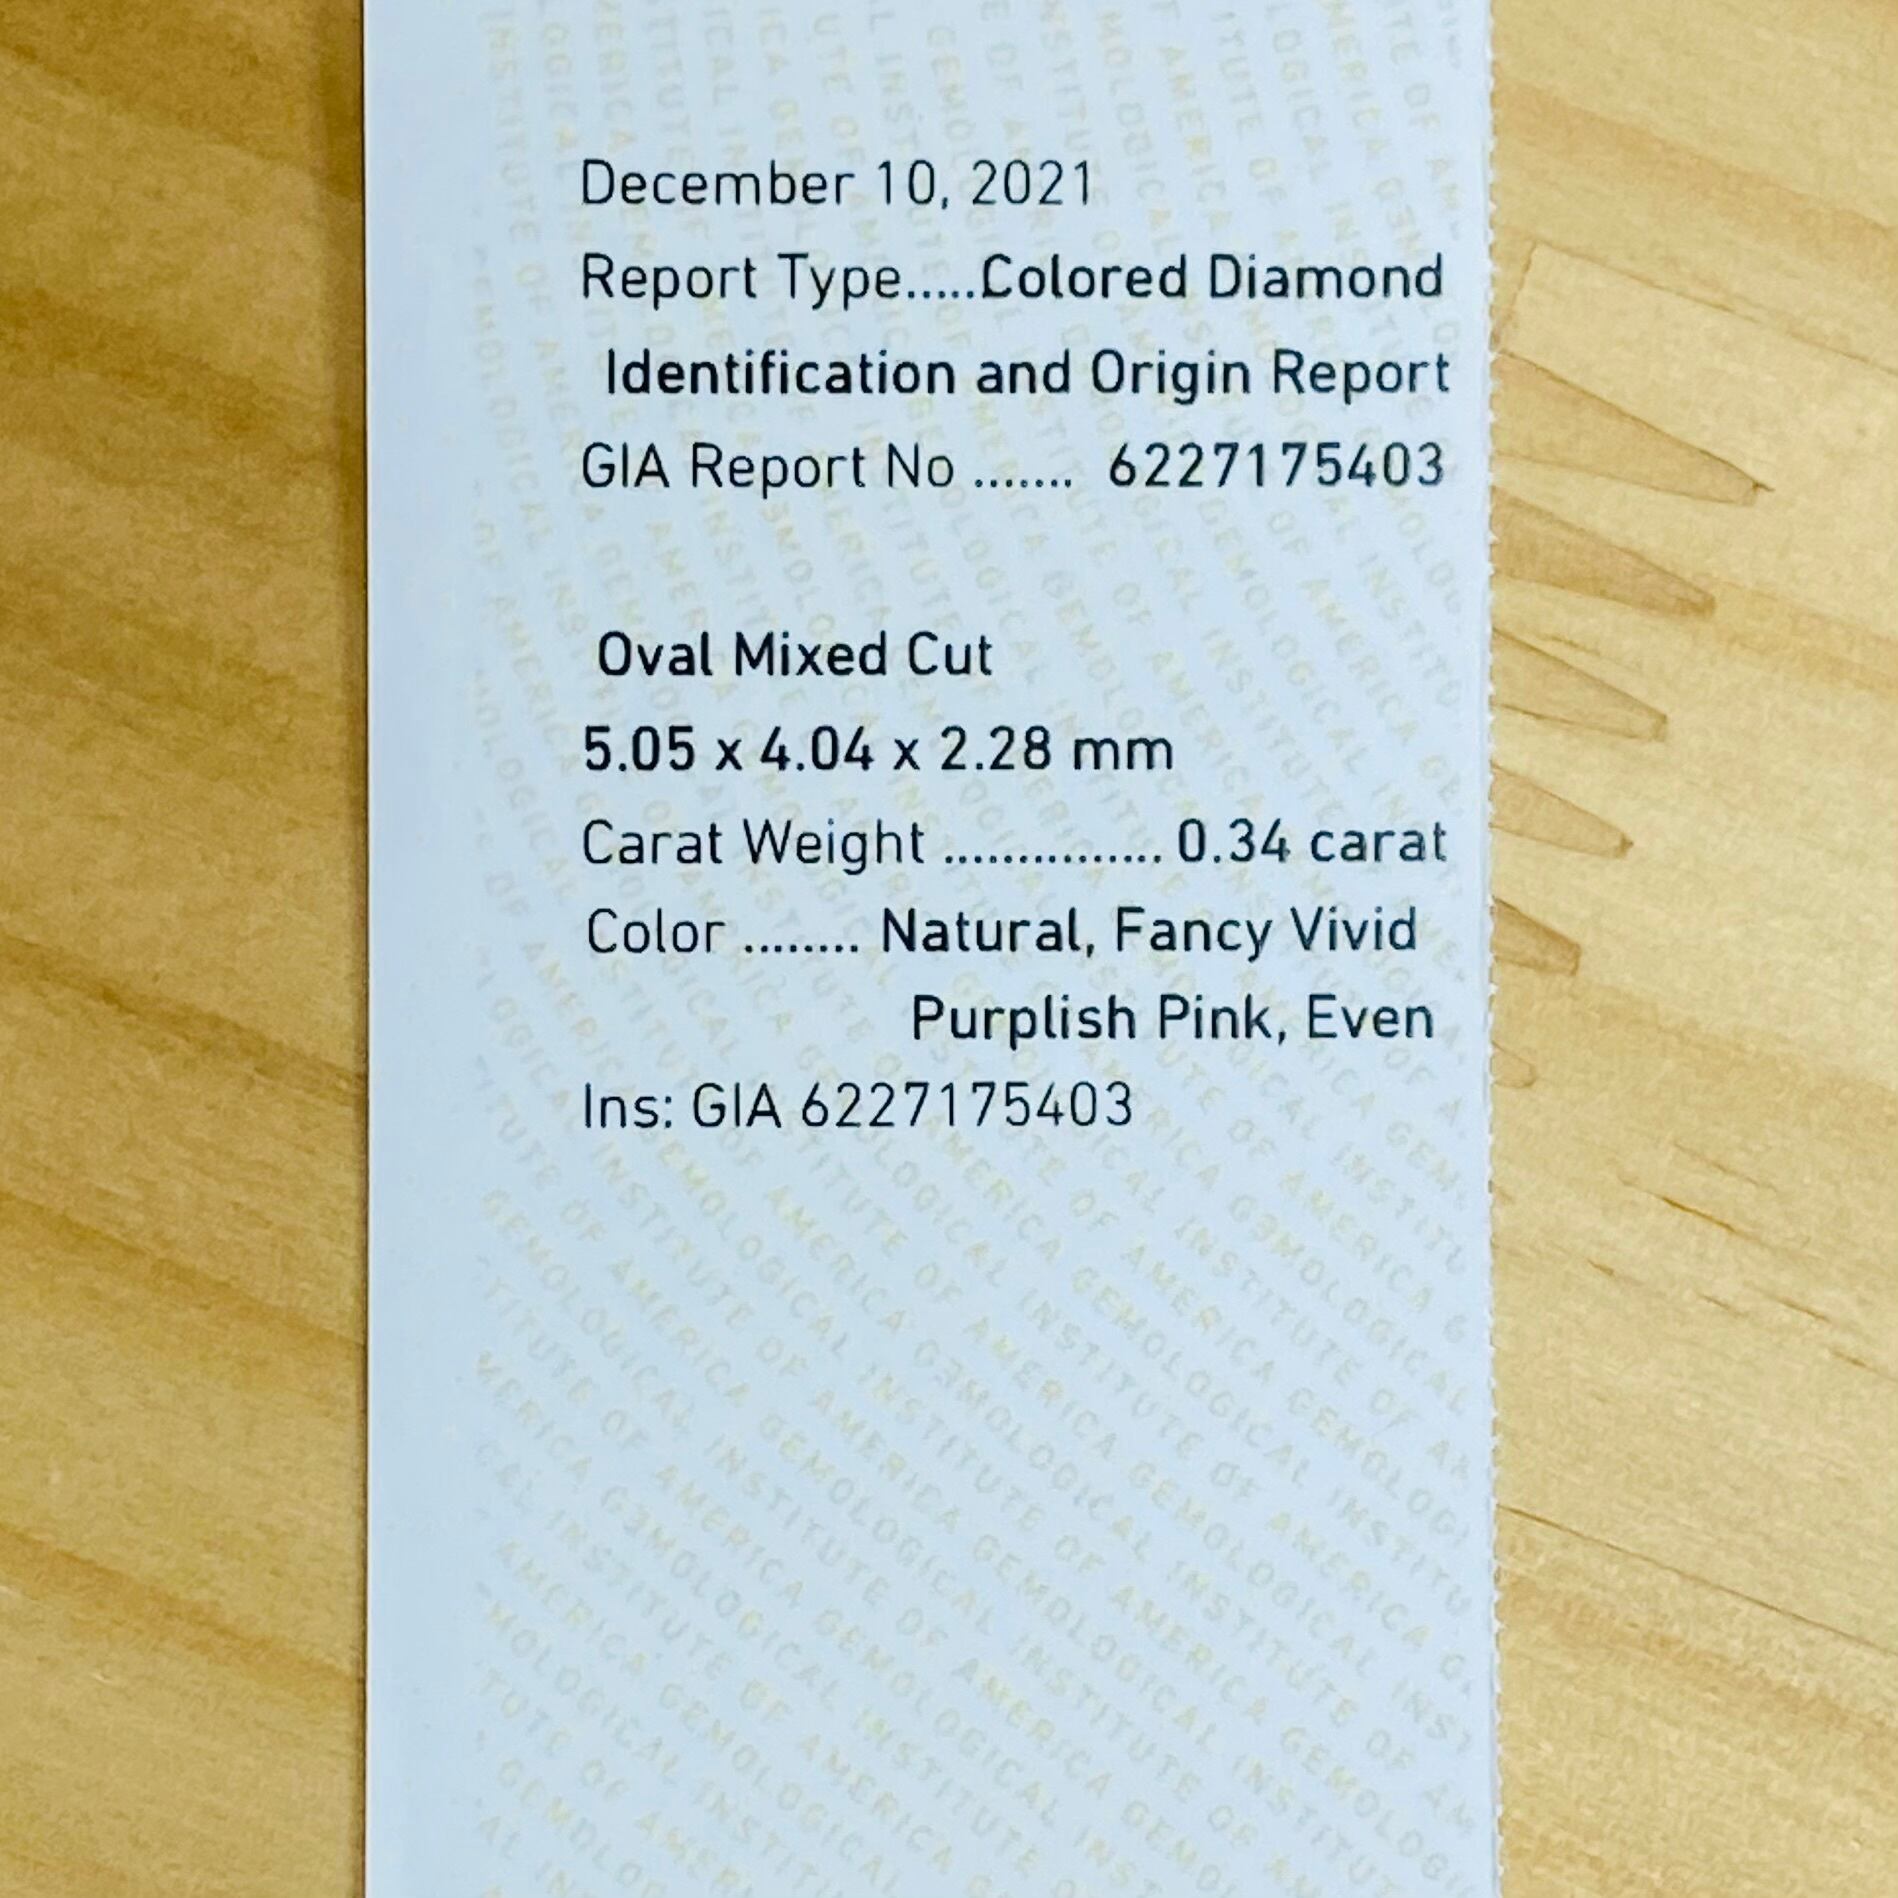 December 10, 2021
Report Type.....Colored Diamond
Identification and Origin Report
GIA Report No ....... 6227175403
Oval Mixed Cut
5.05 x 4.04 x 2.28 mm
Carat Weight ............... 0.34 carat
Color ........ Natural, Fancy Vivid
Purplish Pink, Even
Ins: GIA 6227175403